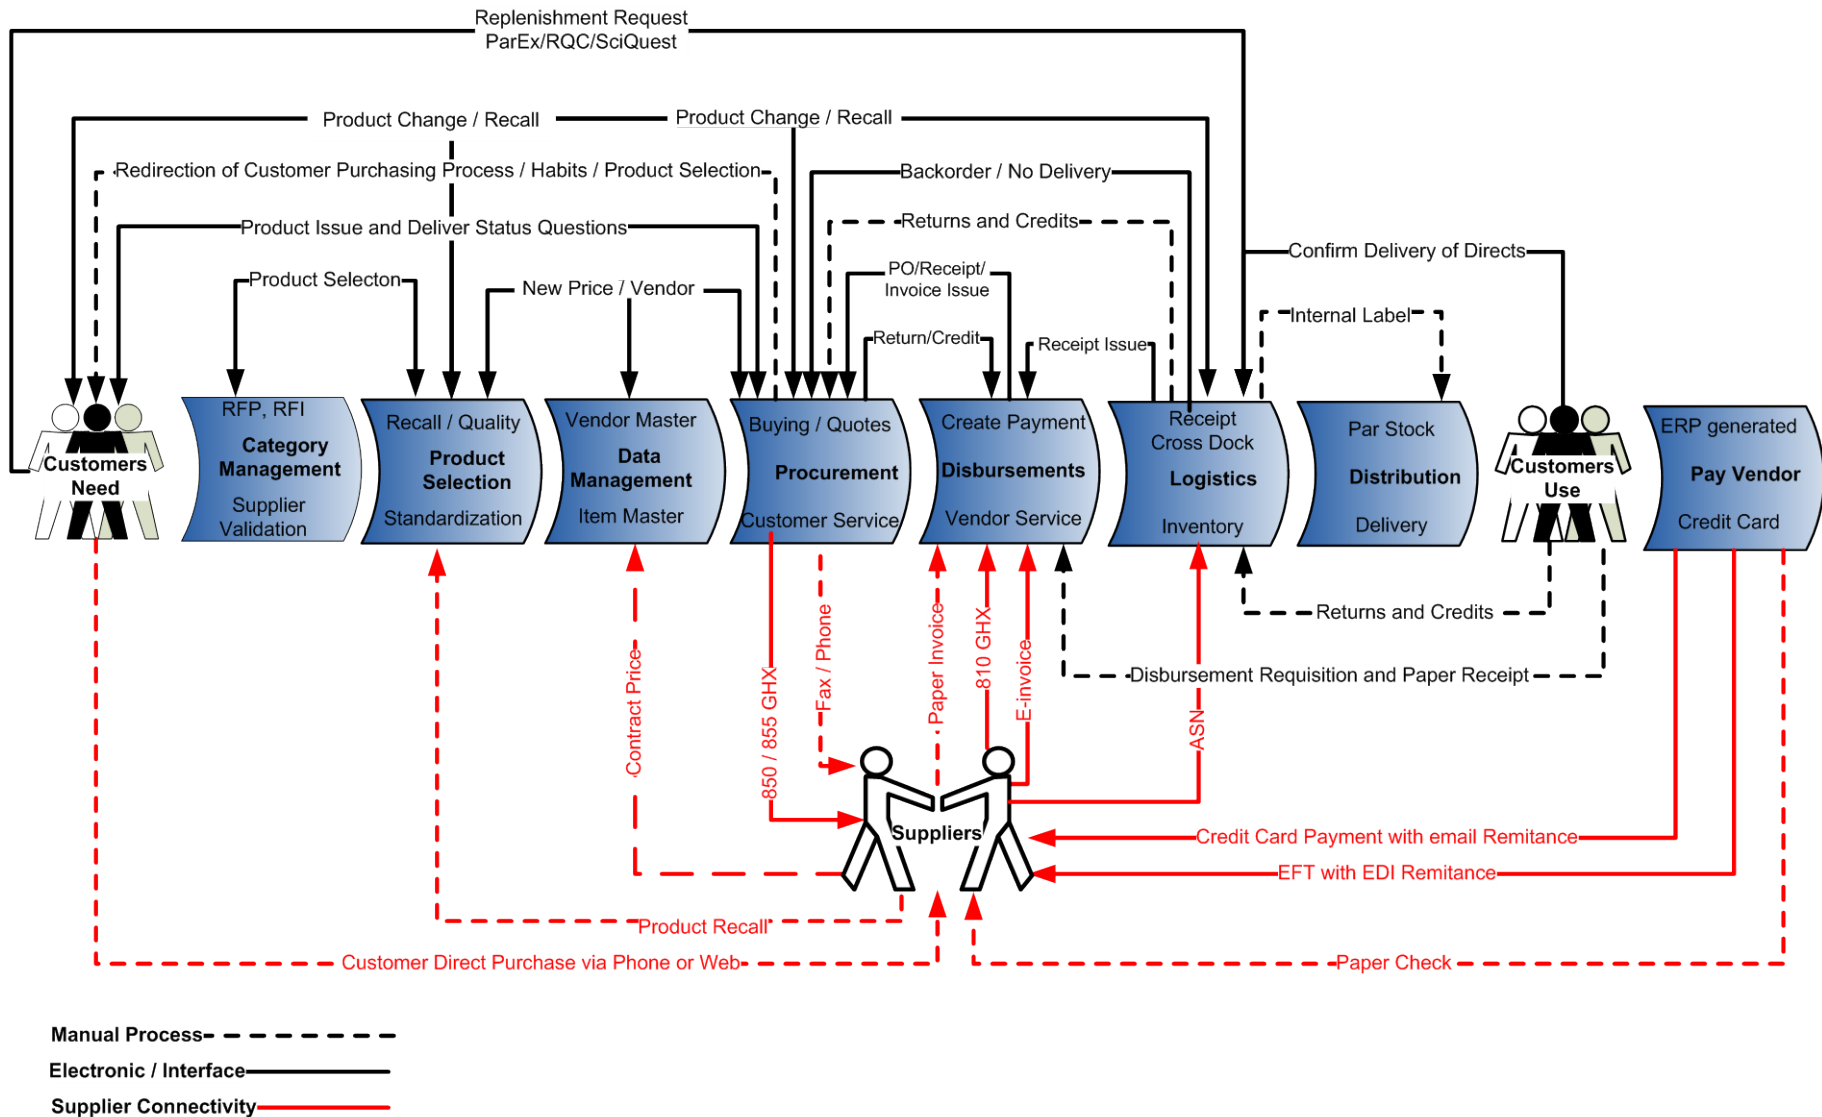 Replenishment Request
ParEx/RQC/SciQuest
Product Change / Recall
Product Change / Recall
Redirection of Customer Purchasing Process / Habits / Product Selection
Backorder / No Delivery
Product Issue and Deliver Status Questions
Returns and Credits
Confirm Delivery of Directs
Product Selecton
New Price / Vendor
PO/Receipt/
Invoice Issue
Internal Label
Return/Credit
Receipt Issue
Customers
Need
RFP, RFI
Category
Management
Supplier
Validation
Recall / Quality
Product
Selection
Standardization
Vendor Master
Data
Management
Item Master
Buying / Quotes
Procurement
Customer Service
Create Payment
Disbursements
Vendor Service
Receipt
Cross Dock
Logistics
Inventory
Par Stock
Distribution
Delivery
Customers
Use
ERP generated
Pay Vendor
Credit Card
Returns and Credits
Disbursement Requisition and Paper Receipt
Contract Price
850 / 855 GHX
Fax / Phone
Paper Invoice
810 GHX
E-invoice
ASN
Suppliers
Credit Card Payment with email Remitance
EFT with EDI Remitance
Product Recall
Customer Direct Purchase via Phone or Web
Paper Check
Manual Process
Electronic / Interface
Supplier Connectivity